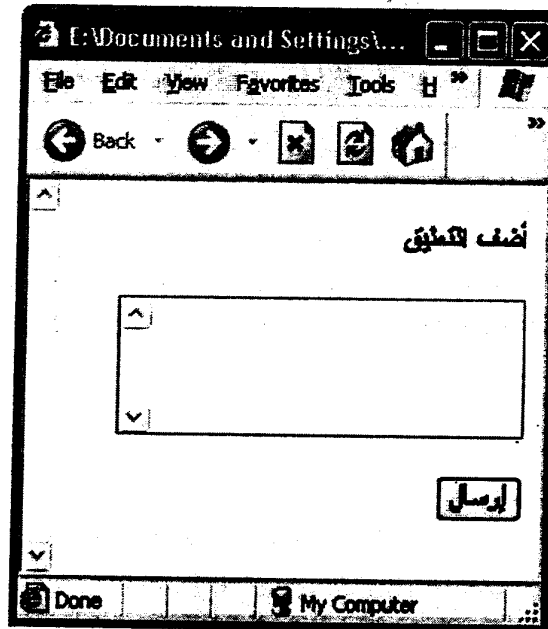 E:\Documents and Settings\...
File Edit View Favorites Tools H »
Back »
أضف التعليق
إرسال
Done My Computer